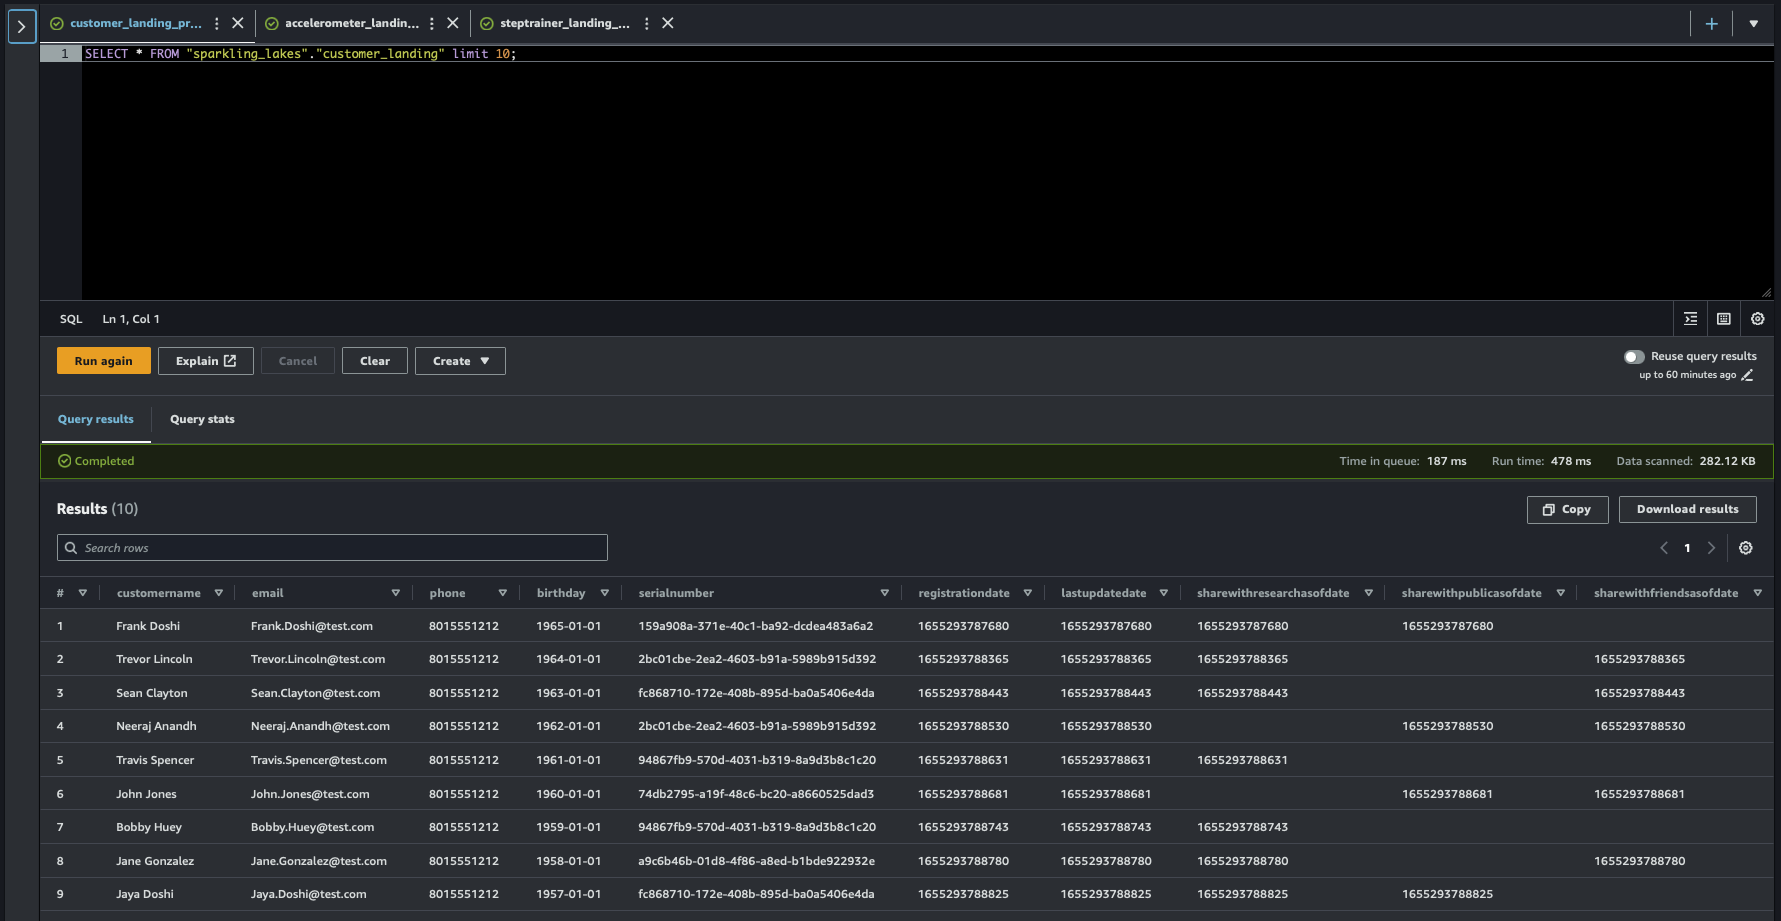 customer_landing_pr...
accelerometer_landin...
steptrainer_landing_...
1 SELECT * FROM "sparkling_lakes"."customer_landing" limit 10;
SQL Ln 1, Col 1
Run again Explain Cancel Clear Create
Reuse query results
up to 60 minutes ago
Query results Query stats
Completed Time in queue: 187 ms Run time: 478 ms Data scanned: 282.12 KB
Results (10) Copy Download results
Search rows 1
# customername email phone birthday serialnumber registrationdate lastupdatedate sharewithresearchasofdate sharewithpublicasofdate sharewithfriendsasofdate
1 Frank Doshi Frank.Doshi@test.com 8015551212 1965-01-01 159a908a-371e-40c1-ba92-dcdea483a6a2 1655293787680 1655293787680 1655293787680 1655293787680
2 Trevor Lincoln Trevor.Lincoln@test.com 8015551212 1964-01-01 2bc01cbe-2ea2-4603-b91a-5989b915d392 1655293788365 1655293788365 1655293788365 1655293788365
3 Sean Clayton Sean.Clayton@test.com 8015551212 1963-01-01 fc868710-172e-408b-895d-ba0a5406e4da 1655293788443 1655293788443 1655293788443 1655293788443
4 Neeraj Anandh Neeraj.Anandh@test.com 8015551212 1962-01-01 2bc01cbe-2ea2-4603-b91a-5989b915d392 1655293788530 1655293788530 1655293788530 1655293788530
5 Travis Spencer Travis.Spencer@test.com 8015551212 1961-01-01 94867fb9-570d-4031-b319-8a9d3b8c1c20 1655293788631 1655293788631 1655293788631
6 John Jones John.Jones@test.com 8015551212 1960-01-01 74db2795-a19f-48c6-bc20-a8660525dad3 1655293788681 1655293788681 1655293788681 1655293788681
7 Bobby Huey Bobby.Huey@test.com 8015551212 1959-01-01 94867fb9-570d-4031-b319-8a9d3b8c1c20 1655293788743 1655293788743 1655293788743
8 Jane Gonzalez Jane.Gonzalez@test.com 8015551212 1958-01-01 a9c6b46b-01d8-4f86-a8ed-b1bde922932e 1655293788780 1655293788780 1655293788780 1655293788780
9 Jaya Doshi Jaya.Doshi@test.com 8015551212 1957-01-01 fc868710-172e-408b-895d-ba0a5406e4da 1655293788825 1655293788825 1655293788825 1655293788825